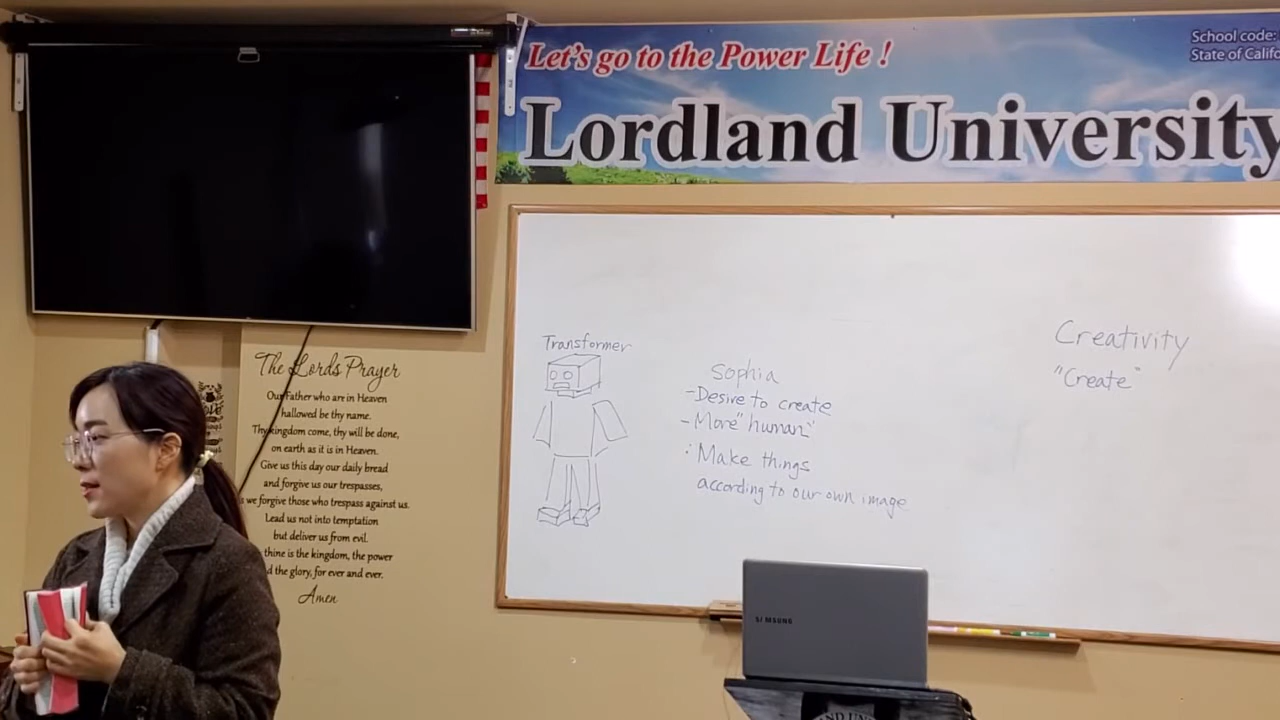 Let's go to the Power Life !
School code:
State of
Lordland University
The Lord's Prayer
Our Father who are in Heaven
hallowed be thy name.
Thy kingdom come, thy will be done,
on earth as it is in Heaven.
Give us this day our daily bread
and forgive us our trespasses,
s we forgive those who trespass against us.
Lead us not into temptation
but deliver us from evil.
thine is the kingdom, the power
d the glory, for ever and ever.
Amen
Transformer
Sophia
-Desire to create
-More "human"
: Make things
according to our own image
Creativity
"Create"
SAMSUNG